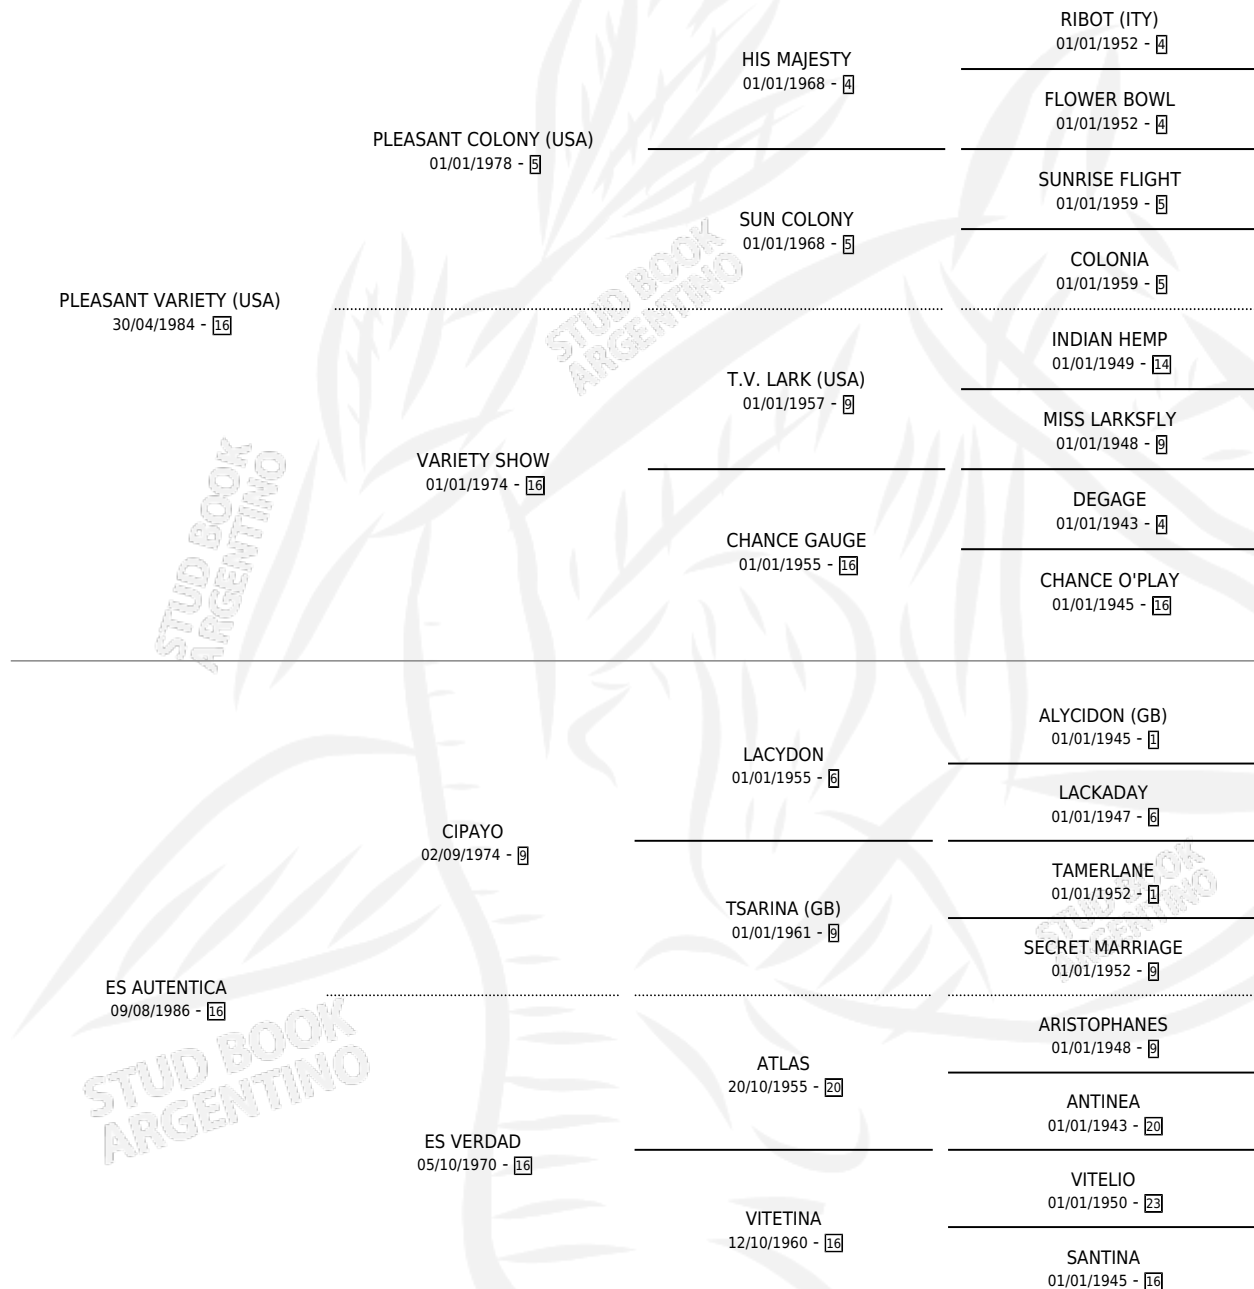 RIBOT (ITY)
01/01/1952 - 4
HIS MAJESTY
01/01/1968 - 4
FLOWER BOWL
01/01/1952 - 4
PLEASANT COLONY (USA)
01/01/1978 - 5
SUNRISE FLIGHT
01/01/1959 - 5
SUN COLONY
01/01/1968 - 5
COLONIA
01/01/1959 - 5
PLEASANT VARIETY (USA)
30/04/1984 - 16
INDIAN HEMP
01/01/1949 - 14
T.V. LARK (USA)
01/01/1957 - 9
MISS LARKSFLY
01/01/1948 - 9
VARIETY SHOW
01/01/1974 - 16
DEGAGE
01/01/1943 - 4
CHANCE GAUGE
01/01/1955 - 16
CHANCE O'PLAY
01/01/1945 - 16
ALYCIDON (GB)
01/01/1945 - 1
LACYDON
01/01/1955 - 6
LACKADAY
01/01/1947 - 6
CIPAYO
02/09/1974 - 9
TAMERLANE
01/01/1952 - 1
TSARINA (GB)
01/01/1961 - 9
SECRET MARRIAGE
01/01/1952 - 9
ES AUTENTICA
09/08/1986 - 16
ARISTOPHANES
01/01/1948 - 9
ATLAS
20/10/1955 - 20
ANTINEA
01/01/1943 - 20
ES VERDAD
05/10/1970 - 16
VITELIO
01/01/1950 - 23
VITETINA
12/10/1960 - 16
SANTINA
01/01/1945 - 16
STUD BOOK
ARGENTINO
STUD BOOK
ARGENTINO
STUD BOOK
ARGENTINO
STUD BOOK
ARGENTINO